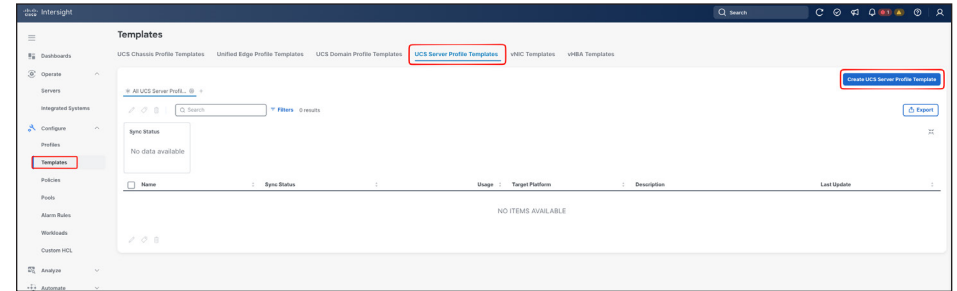 CISCO Intersight
Search
1
Templates
UCS Chassis Profile Templates Unified Edge Profile Templates UCS Domain Profile Templates UCS Server Profile Templates vNIC Templates vHBA Templates
Dashboards
Operate
Servers
Integrated Systems
Configure
Profiles
Templates
Policies
Pools
Alarm Rules
Workloads
Custom HCL
Analyze
Automate
Create UCS Server Profile Template
All UCS Server Profil...
Search
Filters 0 results
Export
Sync Status
No data available
Name Sync Status Usage Target Platform Description Last Update
NO ITEMS AVAILABLE